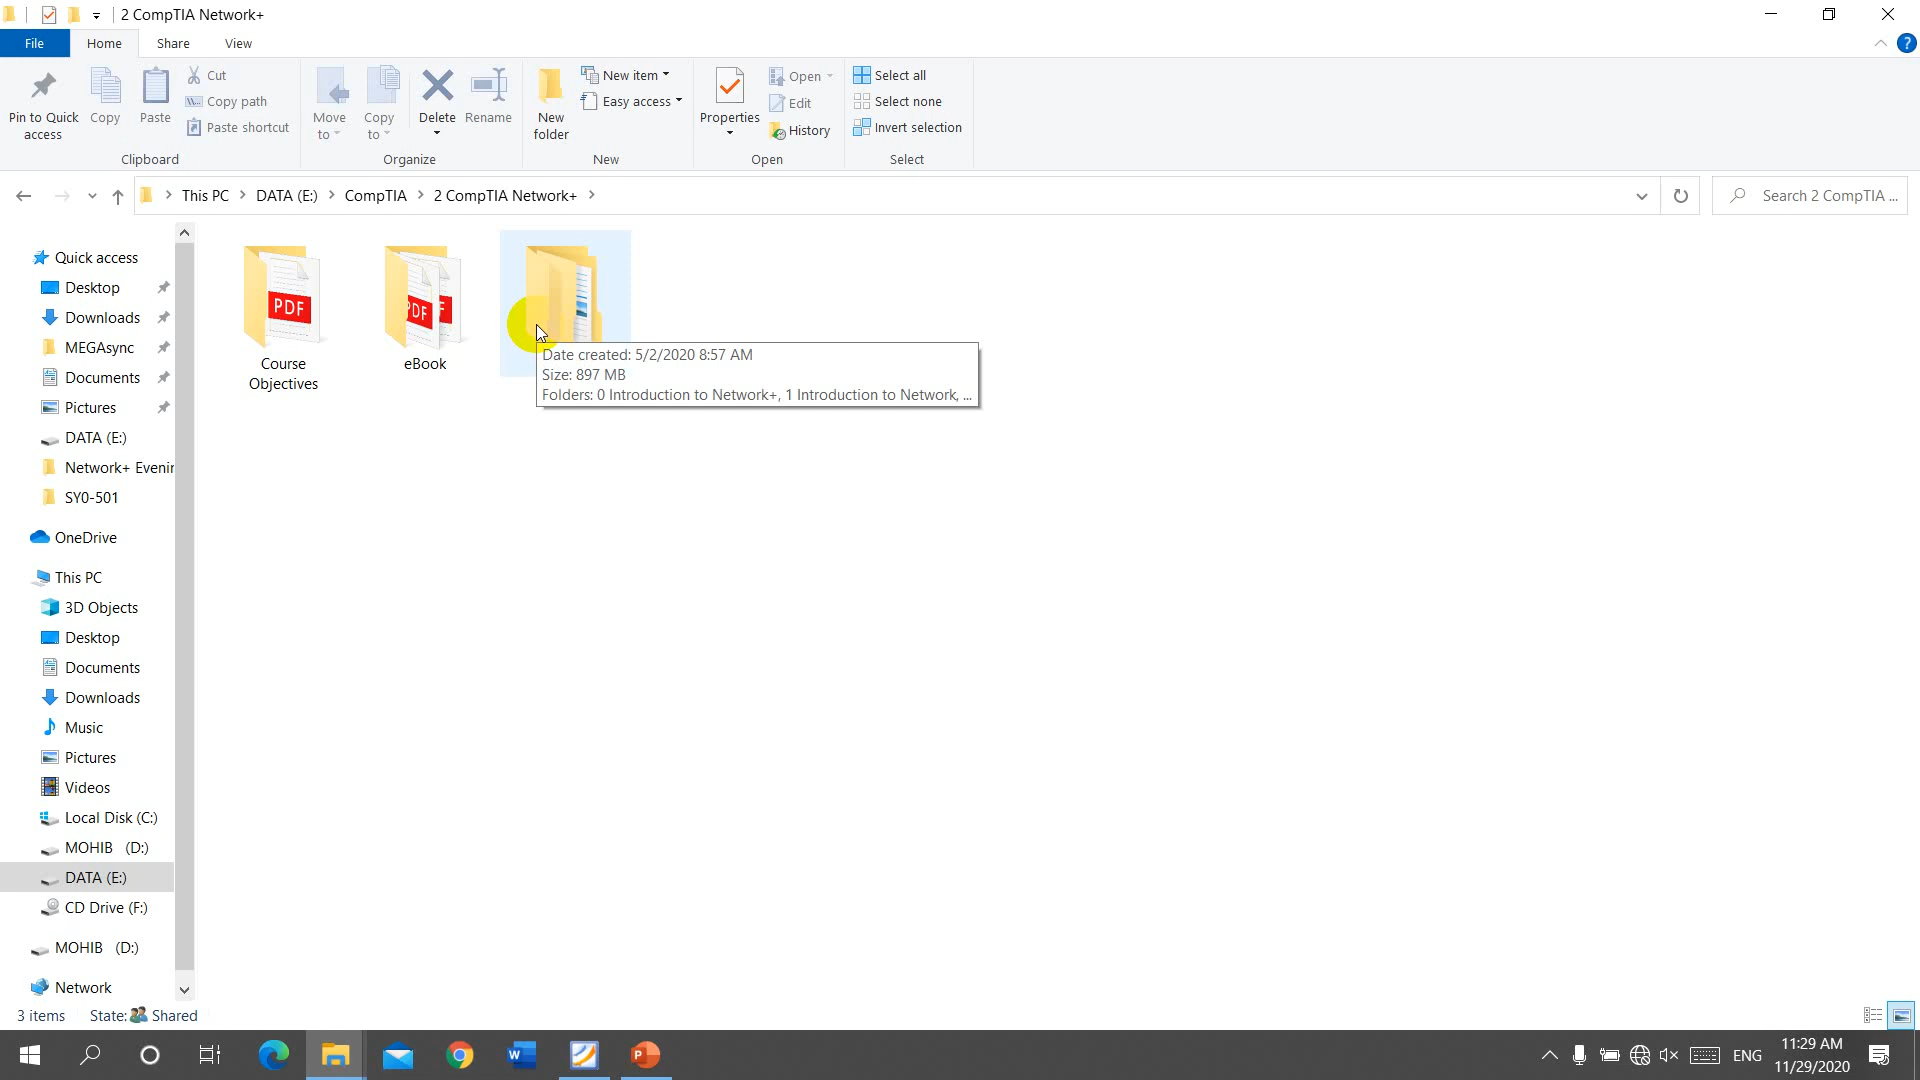 2 CompTIA Network+
File
Home
Share
View
Pin to Quick
access
Copy
Paste
Cut
Copy path
Paste shortcut
Clipboard
Move
to
Copy
to
Delete
Rename
Organize
New
folder
New item
Easy access
New
Properties
Open
Edit
History
Open
Select all
Select none
Invert selection
Select
This PC
DATA (E:)
CompTIA
2 CompTIA Network+
Search 2 CompTIA ...
Quick access
Desktop
Downloads
MEGAsync
Documents
Pictures
DATA (E:)
Network+ Evenir
SY0-501
OneDrive
This PC
3D Objects
Desktop
Documents
Downloads
Music
Pictures
Videos
Local Disk (C:)
MOHIB (D:)
DATA (E:)
CD Drive (F:)
MOHIB (D:)
Network
PDF
Course
Objectives
PDF
eBook
Date created: 5/2/2020 8:57 AM
Size: 897 MB
Folders: 0 Introduction to Network+, 1 Introduction to Network, ...
3 items
State: Shared
ENG
11:29 AM
11/29/2020